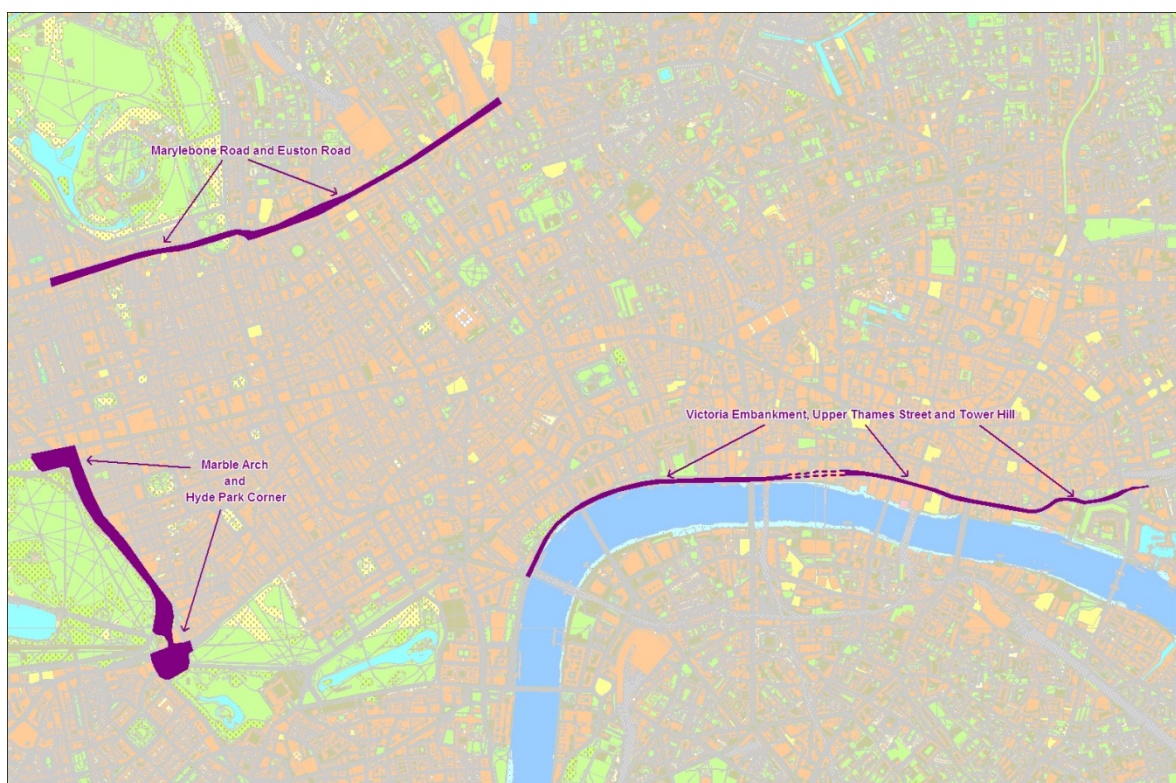 Marylebone Road and Euston Road
Victoria Embankment, Upper Thames Street and Tower Hill
Marble Arch
and
Hyde Park Corner